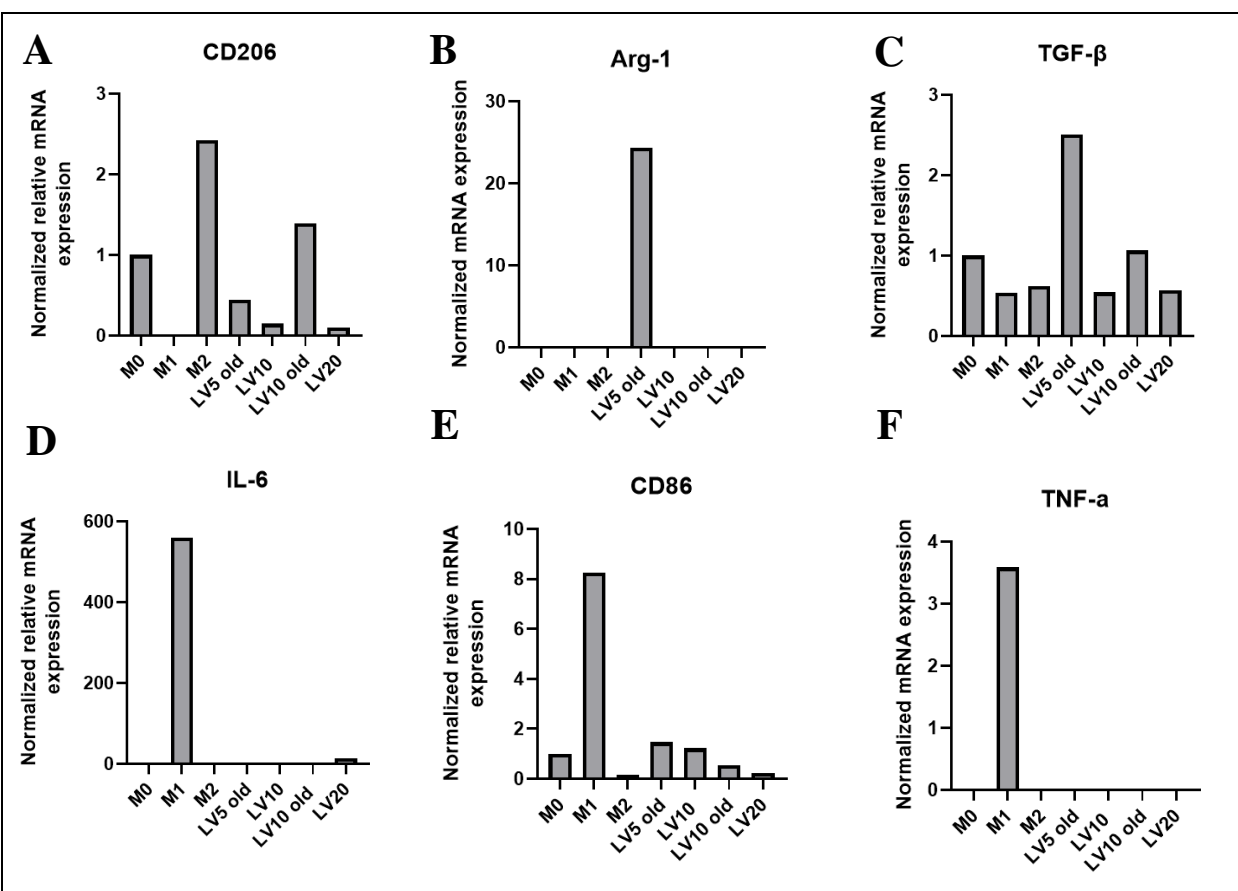 A
CD206
Normalized relative mRNA
expression
3
2
1
0
M0
M1
M2
LV5 old
LV10
LV10 old
LV20
B
Arg-1
Normalized mRNA expression
30
20
10
0
M0
M1
M2
LV5 old
LV10
LV10 old
LV20
C
TGF-β
Normalized relative mRNA
expression
3
2
1
0
M0
M1
M2
LV5 old
LV10
LV10 old
LV20
D
IL-6
Normalized relative mRNA
expression
600
400
200
0
M0
M1
M2
LV5 old
LV10
LV10 old
LV20
E
CD86
Normalized relative mRNA
expression
10
8
6
4
2
0
M0
M1
M2
LV5 old
LV10
LV10 old
LV20
F
TNF-a
Normalized mRNA expression
4
3
2
1
0
M0
M1
M2
LV5 old
LV10
LV10 old
LV20